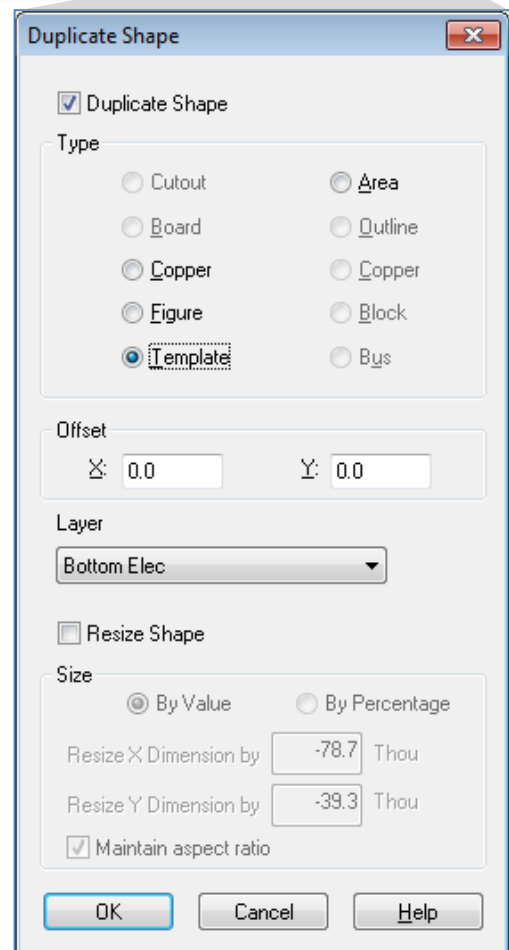 Duplicate Shape
Duplicate Shape
Type
Cutout Area
Board Outline
Copper Copper
Figure Block
Template Bus
Offset
X: 0.0 Y: 0.0
Layer
Bottom Elec
Resize Shape
Size
By Value By Percentage
Resize X Dimension by -78.7 Thou
Resize Y Dimension by -39.3 Thou
Maintain aspect ratio
OK Cancel Help